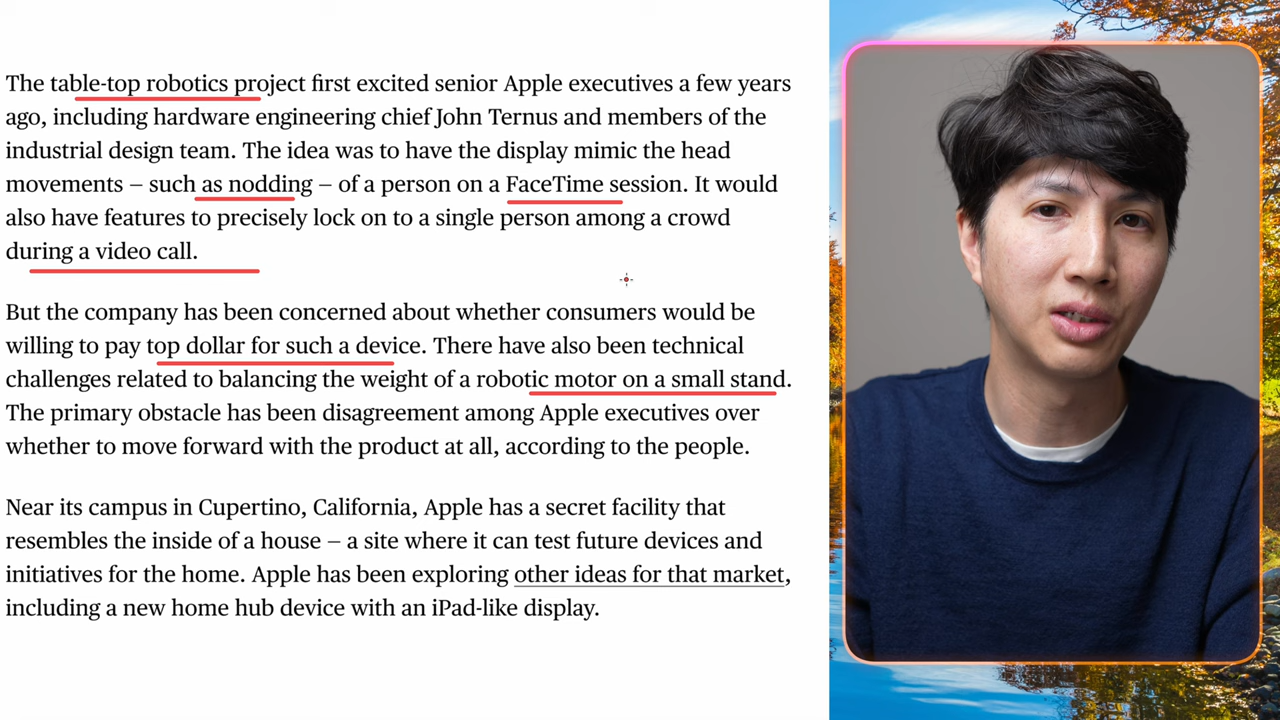 The table-top robotics project first excited senior Apple executives a few years
ago, including hardware engineering chief John Ternus and members of the
industrial design team. The idea was to have the display mimic the head
movements – such as nodding – of a person on a FaceTime session. It would
also have features to precisely lock on to a single person among a crowd
during a video call.
But the company has been concerned about whether consumers would be
willing to pay top dollar for such a device. There have also been technical
challenges related to balancing the weight of a robotic motor on a small stand.
The primary obstacle has been disagreement among Apple executives over
whether to move forward with the product at all, according to the people.
Near its campus in Cupertino, California, Apple has a secret facility that
resembles the inside of a house – a site where it can test future devices and
initiatives for the home. Apple has been exploring other ideas for that market,
including a new home hub device with an iPad-like display.